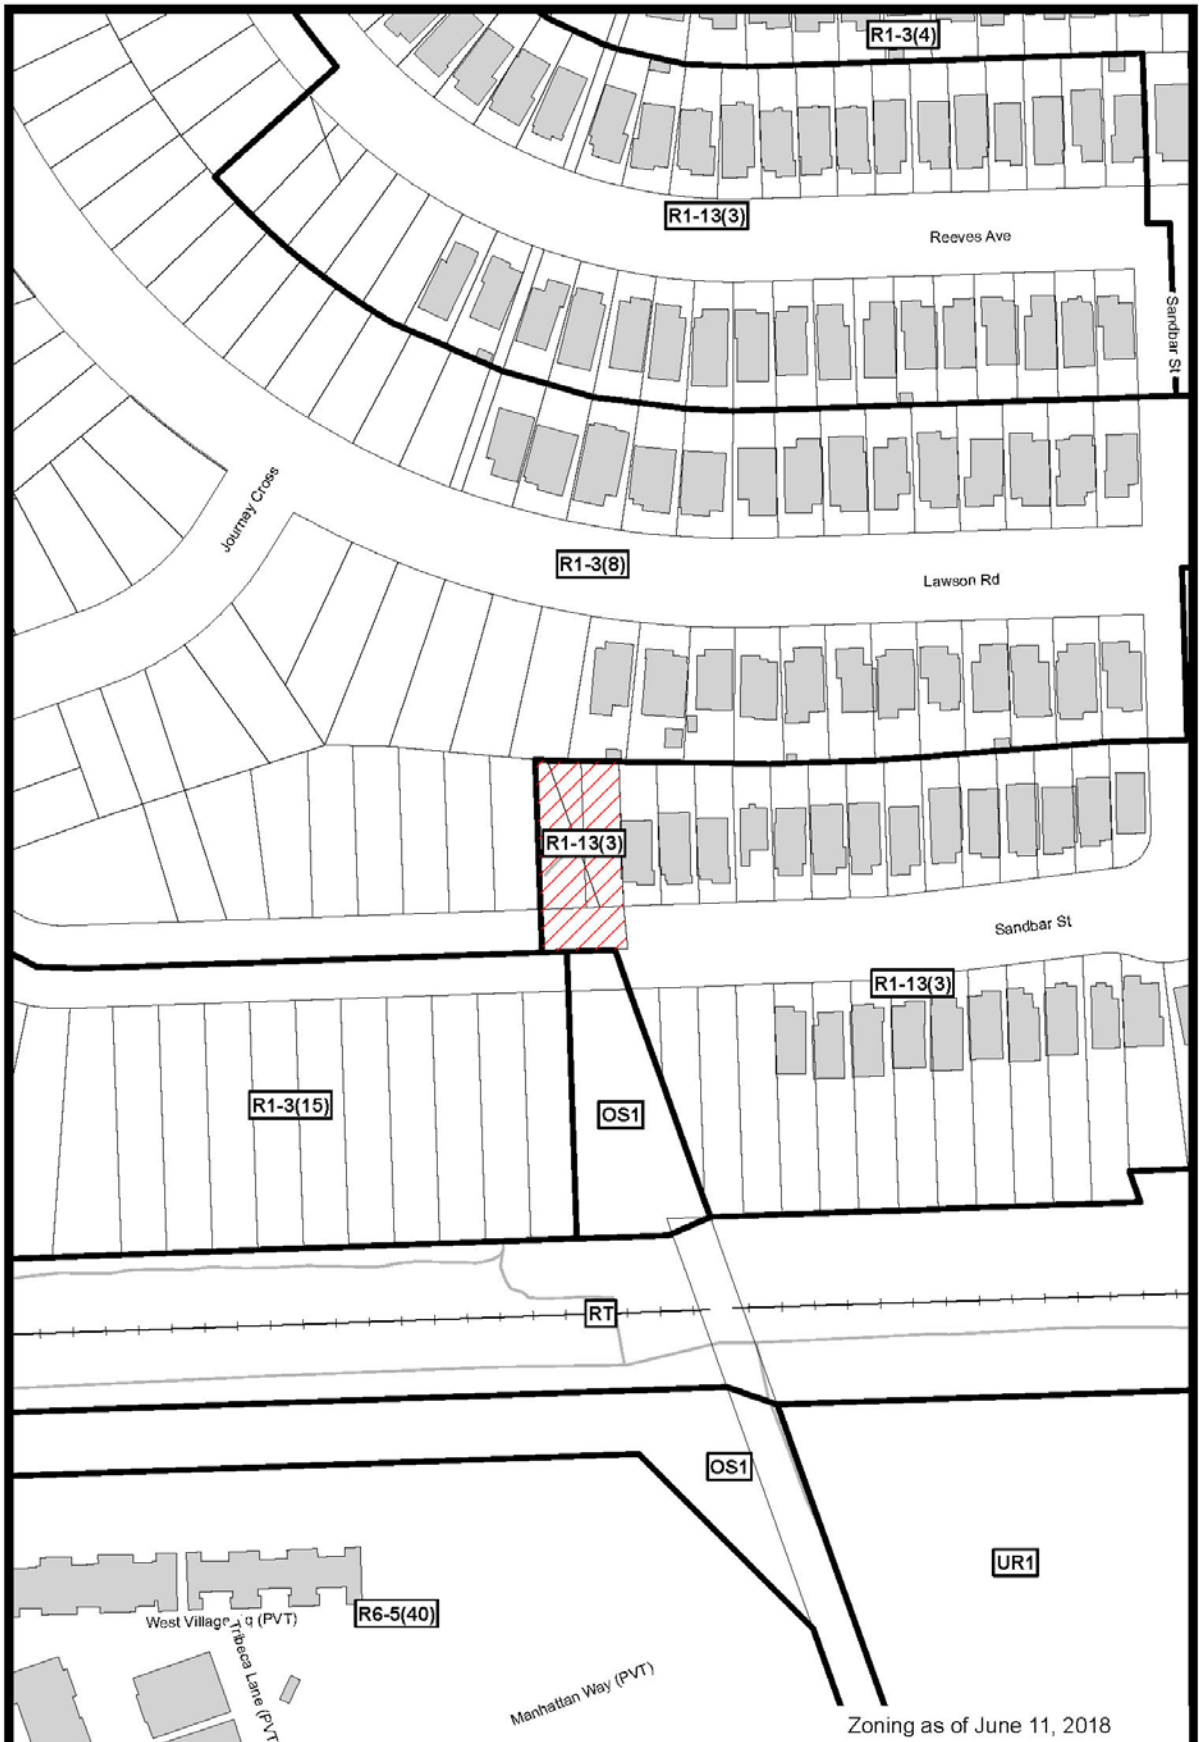 R1-3(4)
R1-13(3)
Reeves Ave
Sandbar St
Journey Cross
R1-3(8)
Lawson Rd
R1-13(3)
Sandbar St
R1-13(3)
R1-3(15)
OS1
RT
OS1
UR1
R6-5(40)
West Village (PVT)
Tribeca Lane (PVT
Manhattan Way (PVT)
Zoning as of June 11, 2018